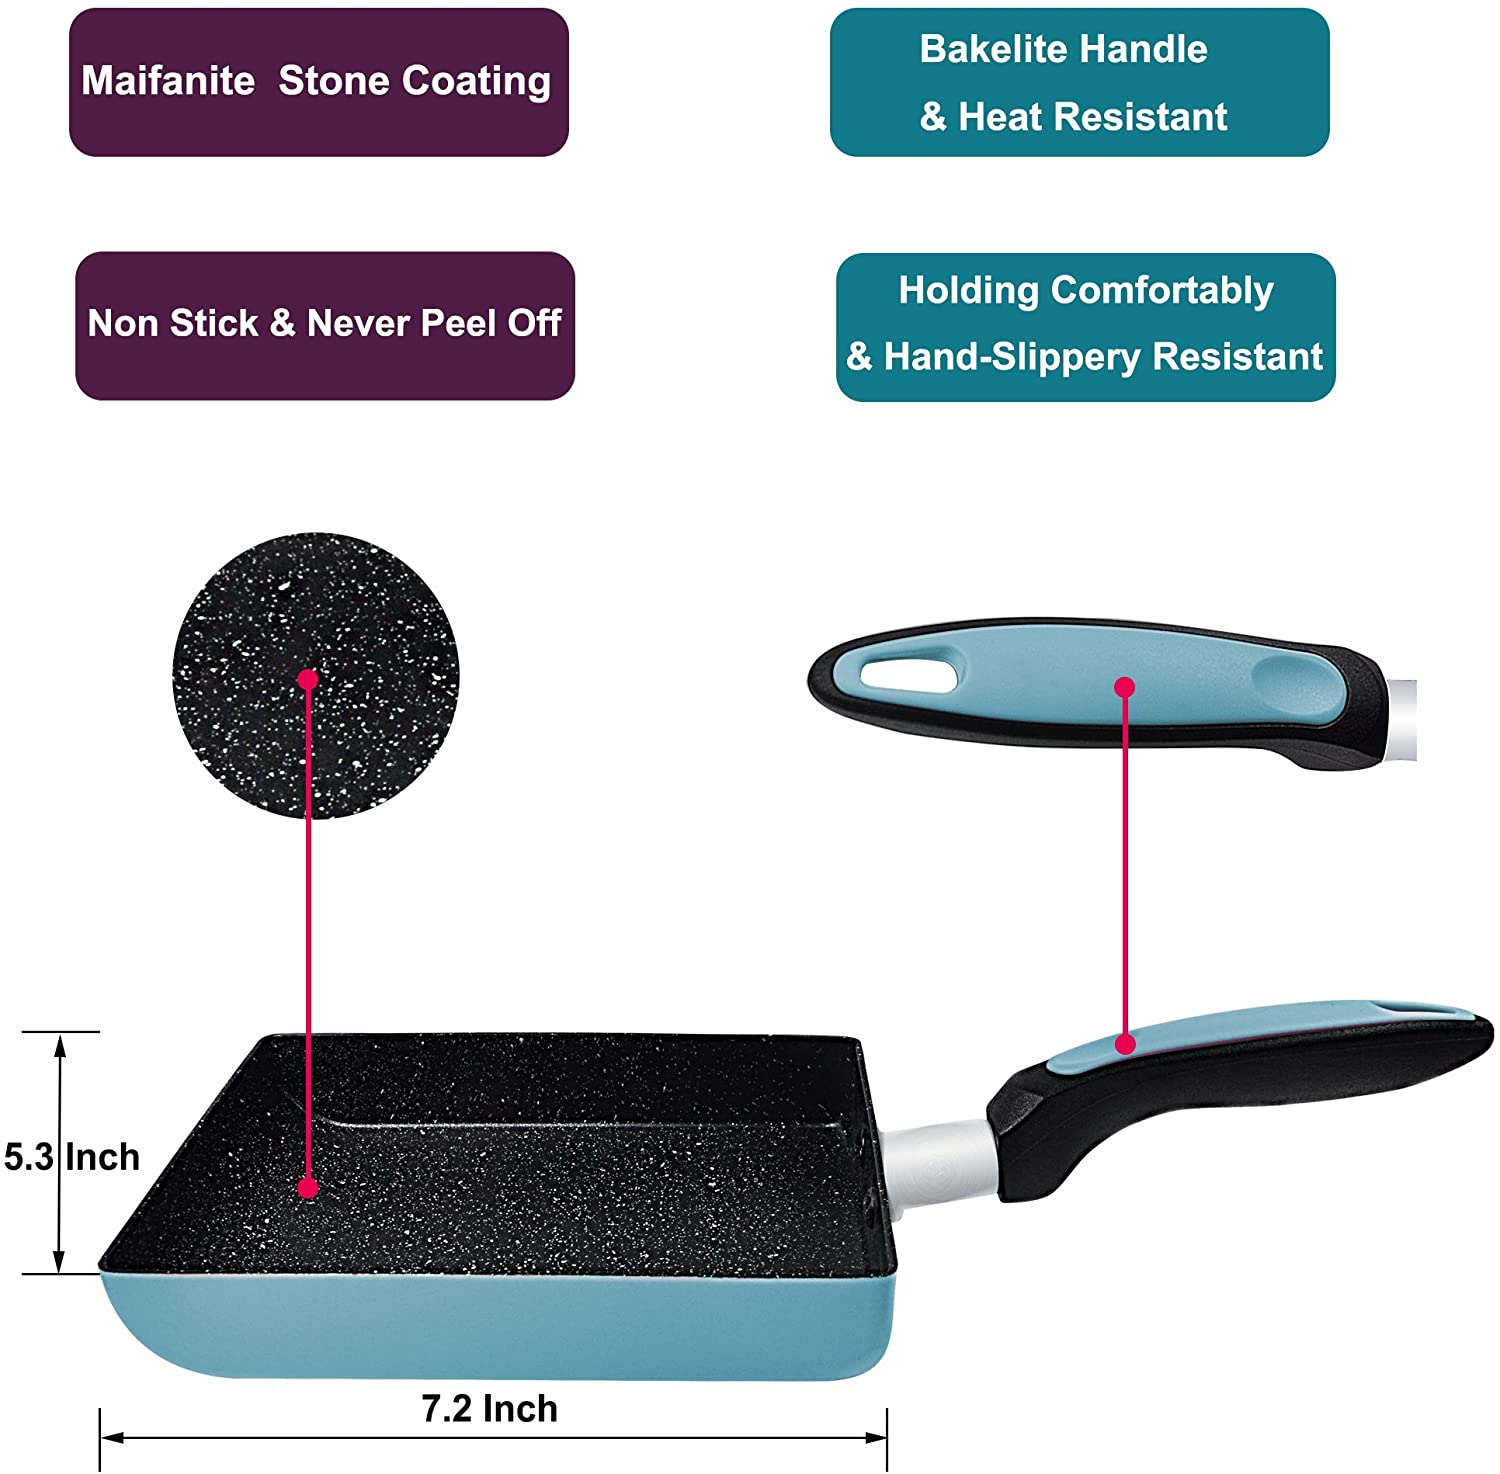 Maifanite Stone Coating
Bakelite Handle
& Heat Resistant
Non Stick & Never Peel Off
Holding Comfortably
& Hand-Slippery Resistant
5.3 Inch
7.2 Inch